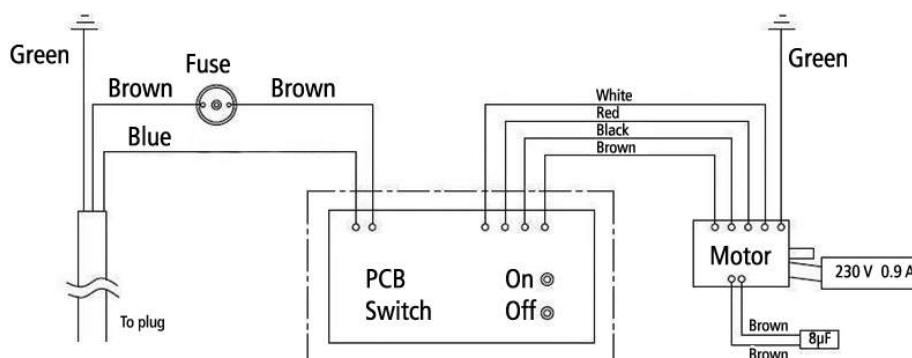 Green
Fuse
Green
Brown
Brown
White
Red
Black
Brown
Blue
Motor
PCB
Switch
On
Off
230 V 0.9 A
To plug
Brown
8µF
Brown